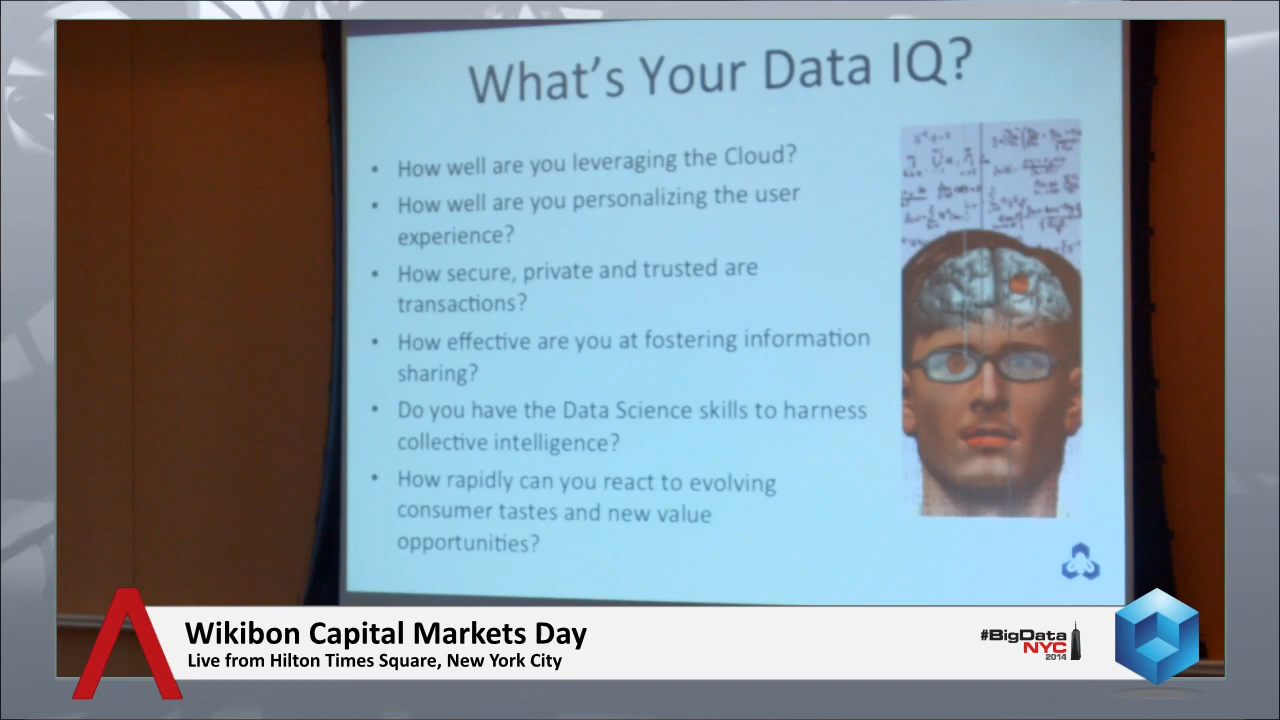 What's Your Data IQ?
• How well are you leveraging the Cloud?
• How well are you personalizing the user
experience?
• How secure, private and trusted are
transactions?
• How effective are you at fostering information
sharing?
• Do you have the Data Science skills to harness
collective intelligence?
• How rapidly can you react to evolving
consumer tastes and new value
opportunities?
Wikibon Capital Markets Day
Live from Hilton Times Square, New York City
#BigData
NYC
2014